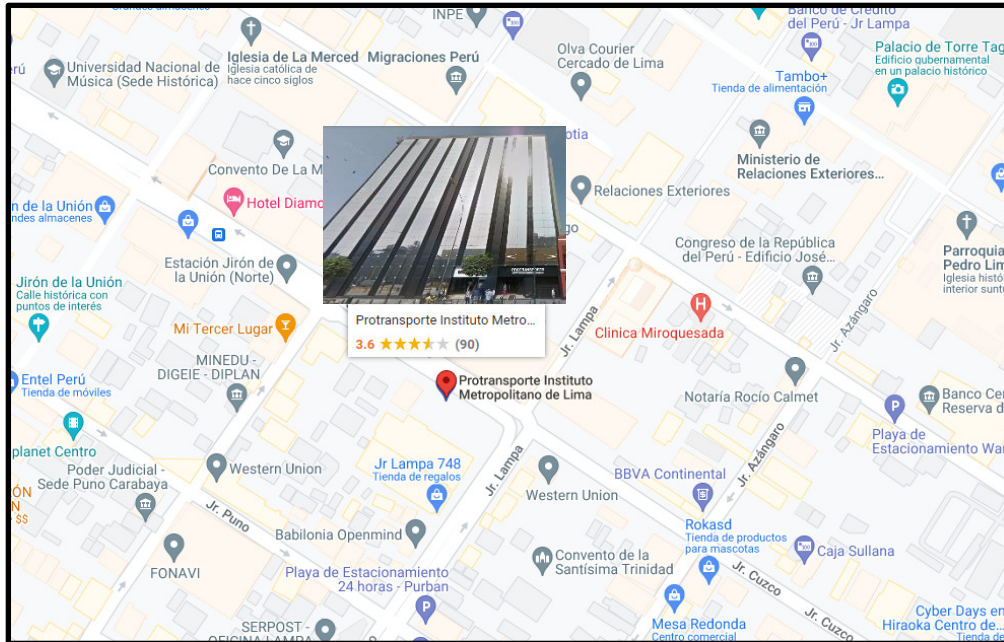 INPE
Banco de Crédito
del Perú - Jr Lampa
Iglesia de La Merced
Iglesia católica de
hace cinco siglos
Migraciones Perú
Olva Courier
Cercado de Lima
Palacio de Torre Tag
Edificio gubernamental
en un palacio histórico
Universidad Nacional de
Música (Sede Histórica)
Tambo+
Tienda de alimentación
Convento De La M
Ministerio de
Relaciones Exteriores...
Relaciones Exteriores
Hotel Diamo
n de la Unión
ndes almacenes
Congreso de la República
del Perú - Edificio José...
Parroquia
Pedro Lim
Iglesia histó
interior suntu
Estación Jirón de
la Unión (Norte)
Jirón de la Unión
Calle histórica con
puntos de interés
Mi Tercer Lugar
Protransporte Instituto Metro...
3.6 (90)
Jr. Lampa
Clinica Miroquesada
Jr. Azángaro
MINEDU -
DIGEIE - DIPLAN
Entel Perú
Tienda de móviles
Protransporte Instituto
Metropolitano de Lima
Notaría Rocío Calmet
Banco Cen
Reserva d
Playa de
Estacionamiento War
planet Centro
Poder Judicial -
Sede Puno Carabaya
Western Union
Jr Lampa 748
Tienda de regalos
Jr. Lampa
Western Union
BBVA Continental
Jr. Azángaro
ÓN
N
$$
Jr. Puno
Babilonia Openmind
Rokasd
Tienda de productos
para mascotas
Caja Sullana
FONAVI
Playa de Estacionamiento
24 horas - Purban
Convento de la
Santísima Trinidad
Jr. Cuzco
Jr. Cuzco
SERPOST -
OFICINA LAMPA
Mesa Redonda
Centro comercial
Cyber Days en
Hiraoka Centro de...
Tienda de